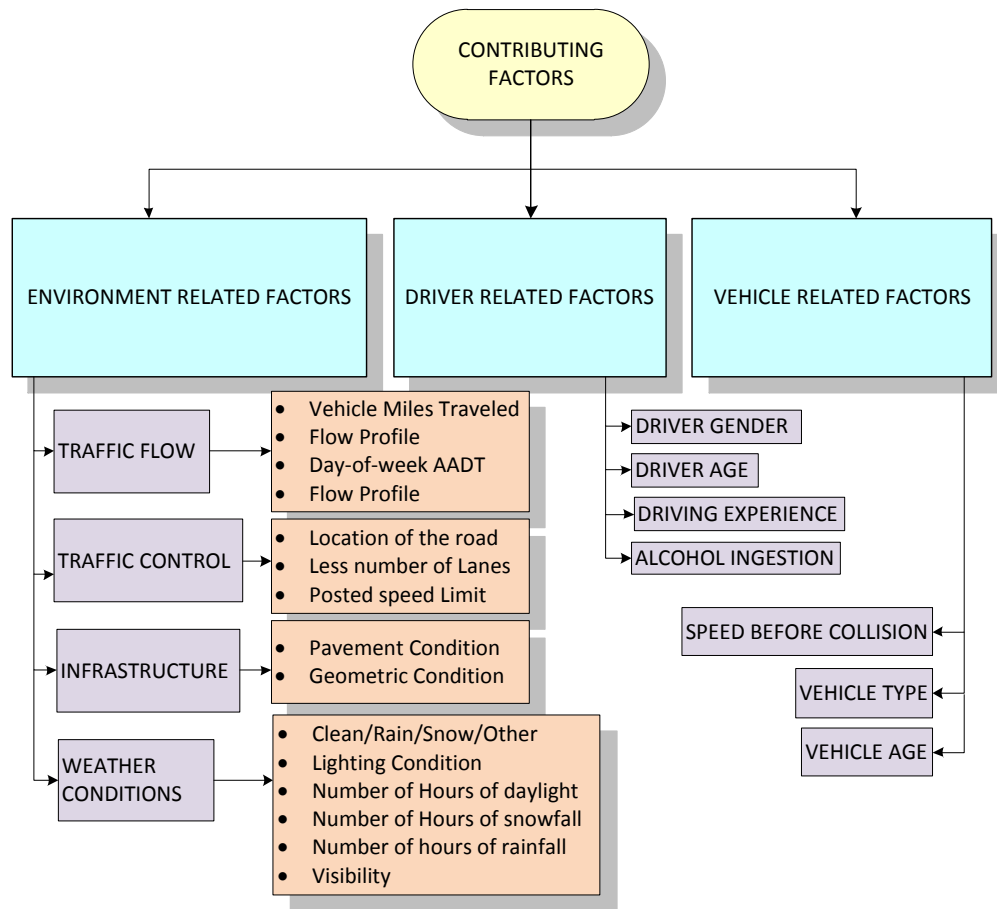 CONTRIBUTING
FACTORS
ENVIRONMENT RELATED FACTORS
DRIVER RELATED FACTORS
VEHICLE RELATED FACTORS
TRAFFIC FLOW
• Vehicle Miles Traveled
• Flow Profile
• Day-of-week AADT
• Flow Profile
TRAFFIC CONTROL
• Location of the road
• Less number of Lanes
• Posted speed Limit
INFRASTRUCTURE
• Pavement Condition
• Geometric Condition
WEATHER
CONDITIONS
• Clean/Rain/Snow/Other
• Lighting Condition
• Number of Hours of daylight
• Number of Hours of snowfall
• Number of hours of rainfall
• Visibility
DRIVER GENDER
DRIVER AGE
DRIVING EXPERIENCE
ALCOHOL INGESTION
SPEED BEFORE COLLISION
VEHICLE TYPE
VEHICLE AGE